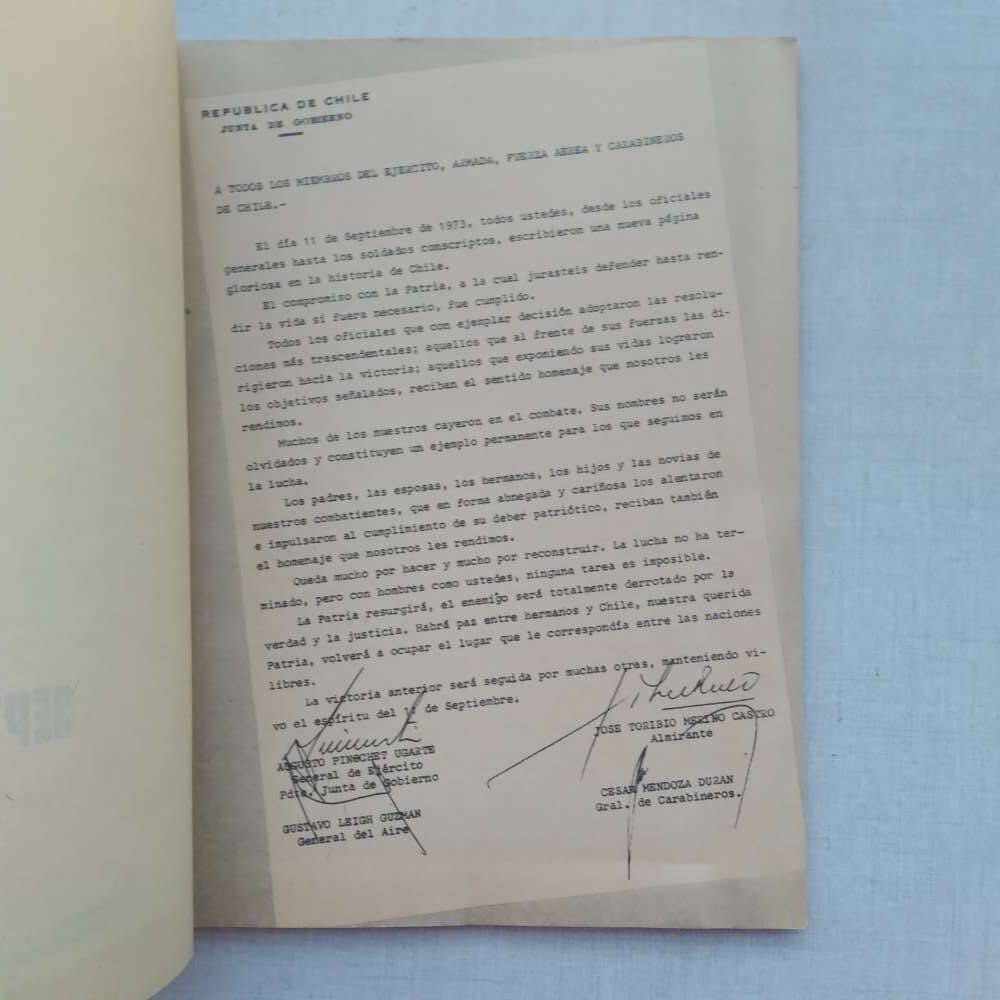 REPUBLICA DE CHILE
JUNTA DE GOBIERNO
A TODOS LOS MIEMBROS DEL EJERCITO, ARMADA, FUERZA AEREA Y CARABINEROS
DE CHILE.-
El día 11 de Septiembre de 1973, todos ustedes, desde los oficiales
generales hasta los soldados conscriptos, escribieron una nueva página
gloriosa en la historia de Chile.
El compromiso con la Patria, a la cual jurasteis defender hasta ren-
dir la vida si fuera necesario, fue cumplido.
Todos los oficiales que con ejemplar decisión adoptaron las resolu-
ciones más trascendentales; aquellos que al frente de sus fuerzas las di-
rigieron hacia la victoria; aquellos que exponiendo sus vidas lograron
los objetivos señalados, reciban el sentido homenaje que nosotros les
rendimos.
Muchos de los nuestros cayeron en el combate. Sus nombres no serán
olvidados y constituyen un ejemplo permanente para los que seguimos en
la lucha.
Los padres, las esposas, los hermanos, los hijos y las novias de
nuestros combatientes, que en forma abnegada y cariñosa los alentaron
e impulsaron al cumplimiento de su deber patriótico, reciban también
el homenaje que nosotros les rendimos.
Queda mucho por hacer y mucho por reconstruir. La lucha no ha ter-
minado, pero con hombres como ustedes, ninguna tarea es imposible.
La Patria resurgirá, el enemigo será totalmente derrotado por la
verdad y la justicia. Habrá paz entre hermanos y Chile, nuestra querida
Patria, volverá a ocupar el lugar que le correspondía entre las naciones
libres.
La victoria anterior será seguida por muchas otras, manteniendo vi-
vo el espíritu del 11 de Septiembre.
AUGUSTO PINOCHET UGARTE
General de Ejército
Pdte. Junta de Gobierno
JOSE TORIBIO MERINO CASTRO
Almirante
GUSTAVO LEIGH GUZMAN
General del Aire
CESAR MENDOZA DURAN
Gral. de Carabineros.